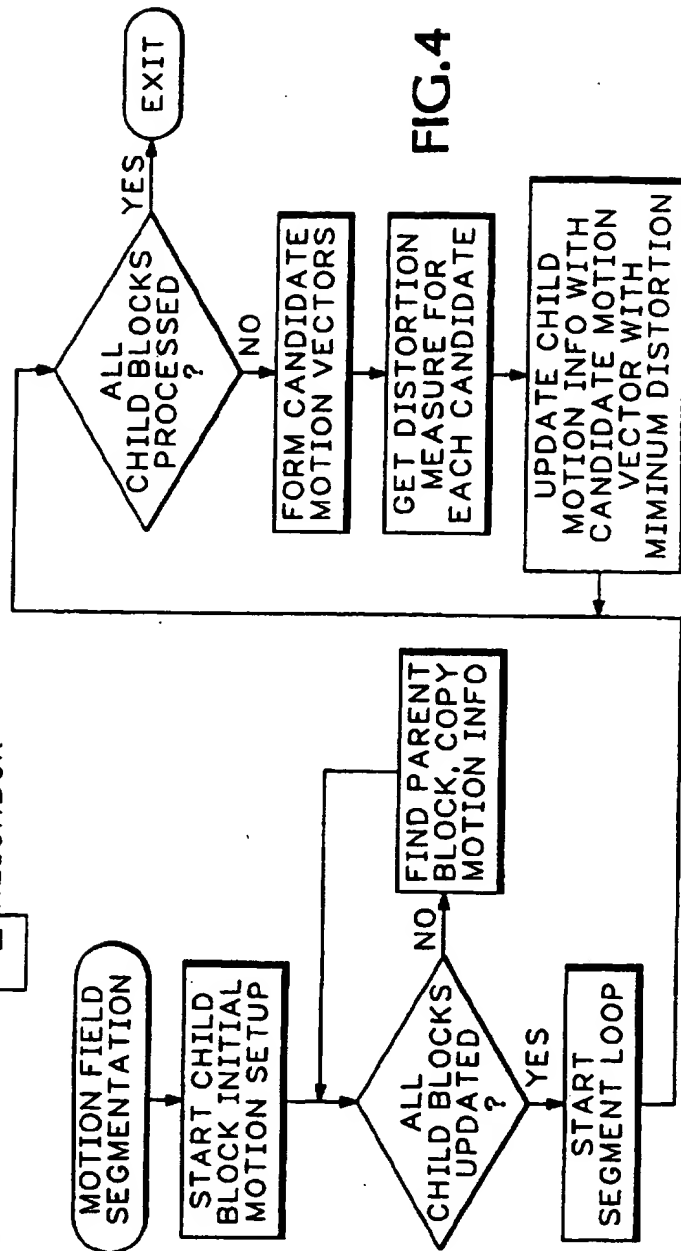 MOTION FIELD
SEGMENTATION
START CHILD
BLOCK INITIAL
MOTION SETUP
ALL
CHILD BLOCKS
UPDATED
?
NO
FIND PARENT
BLOCK, COPY
MOTION INFO
YES
START
SEGMENT LOOP
ALL
CHILD BLOCKS
PROCESSED
?
YES
EXIT
NO
FORM CANDIDATE
MOTION VECTORS
GET DISTORTION
MEASURE FOR
EACH CANDIDATE
UPDATE CHILD
MOTION INFO WITH
CANDIDATE MOTION
VECTOR WITH
MIMINUM DISTORTION
FIG.4